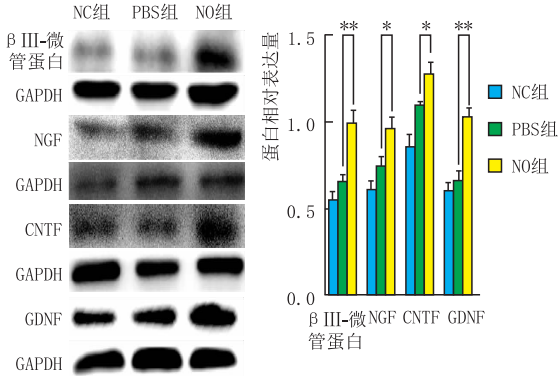 NC组 PBS组 NO组
βIII-微
管蛋白
GAPDH
NGF
GAPDH
CNTF
GAPDH
GDNF
GAPDH
蛋白相对表达量
1.5
1.0
0.5
0.0
** * * **
NC组
PBS组
NO组
βIII-微 NGF CNTF GDNF
管蛋白